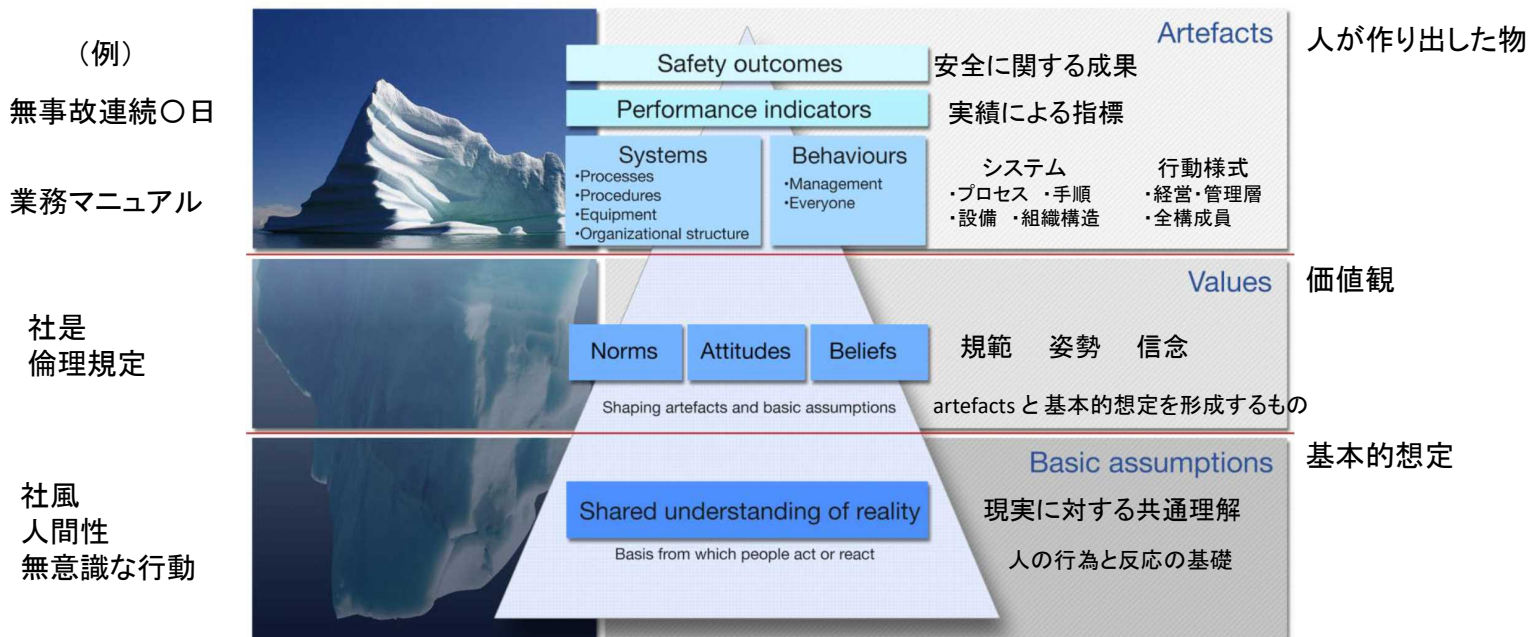 （例）
無事故連続〇日
業務マニュアル
社是
倫理規定
社風
人間性
無意識な行動
Artefacts
Safety outcomes
Performance indicators
Systems
•Processes
•Procedures
•Equipment
•Organizational structure
Behaviours
•Management
•Everyone
安全に関する成果
実績による指標
システム
・プロセス ・手順
・設備 ・組織構造
行動様式
・経営・管理層
・全構成員
人が作り出した物
Values
Norms
Attitudes
Beliefs
Shaping artefacts and basic assumptions
規範 姿勢 信念
artefacts と基本的想定を形成するもの
価値観
Basic assumptions
Shared understanding of reality
Basis from which people act or react
現実に対する共通理解
人の行為と反応の基礎
基本的想定